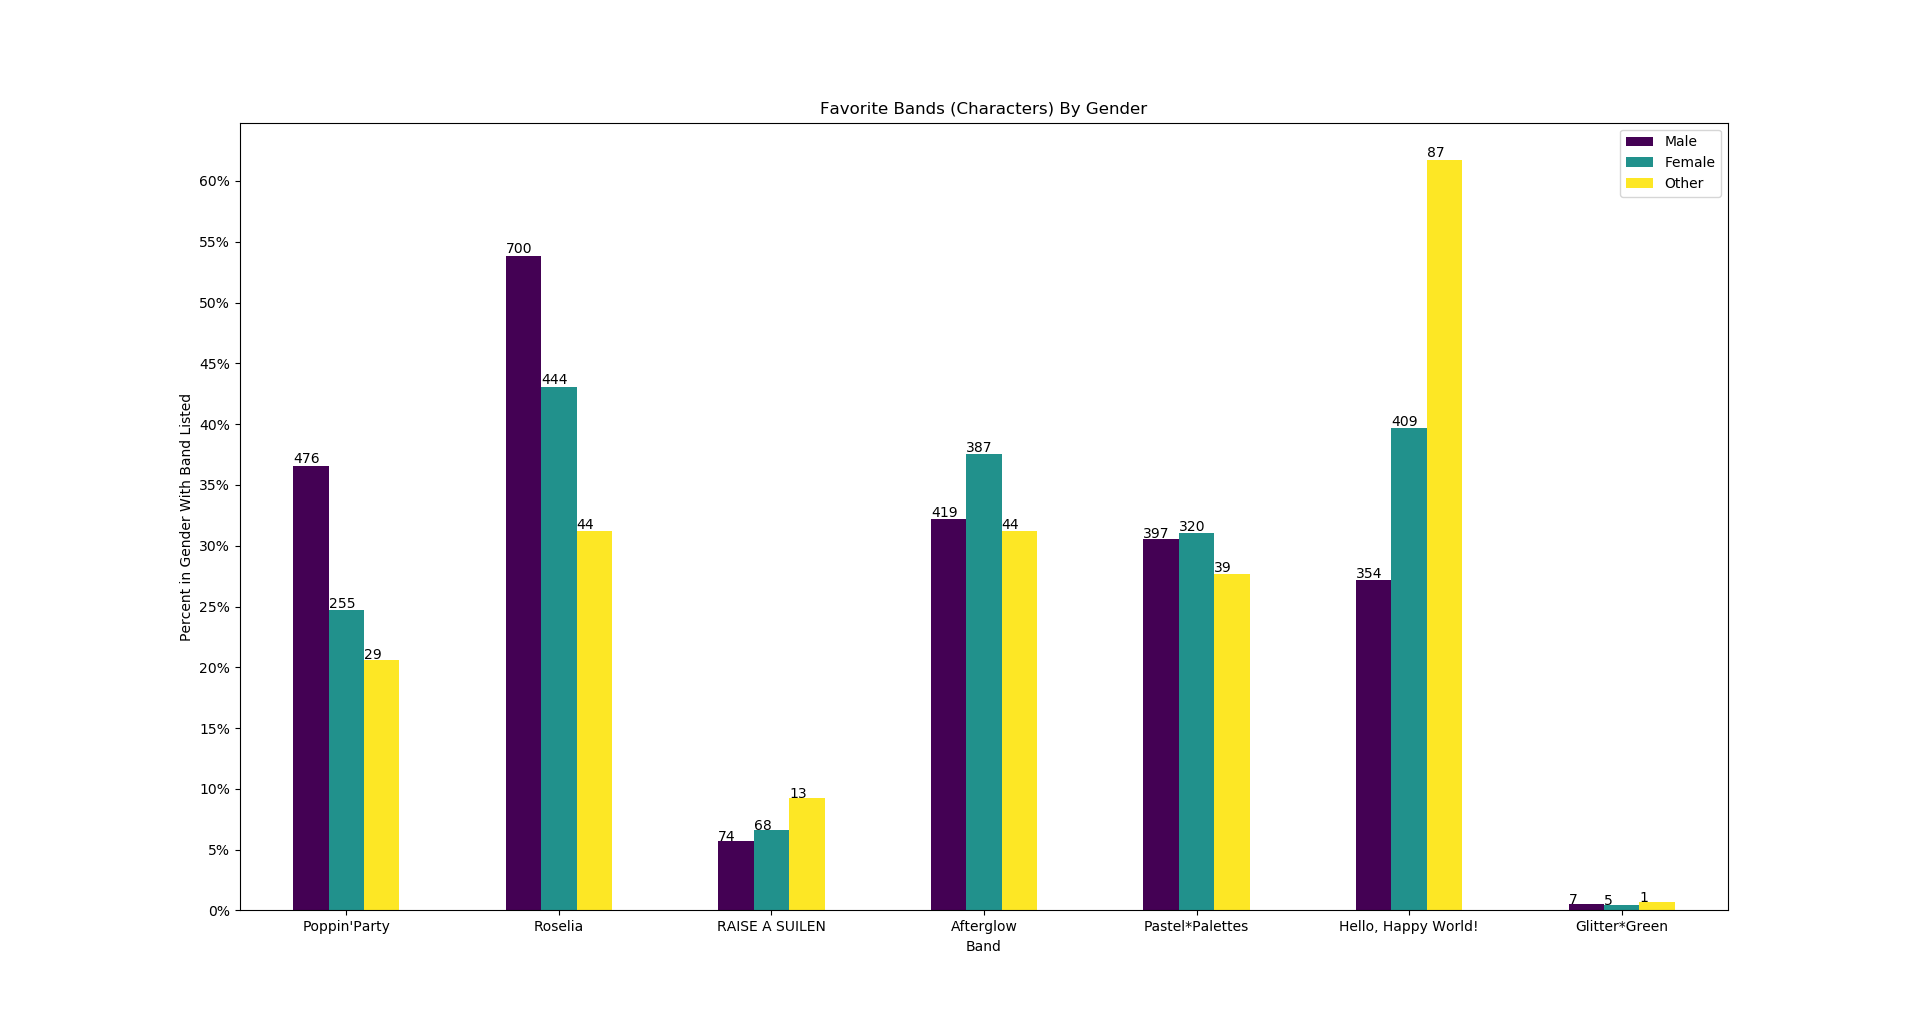 Favorite Bands (Characters) By Gender
Male
Female
Other
Percent in Gender With Band Listed
60%
55%
50%
45%
40%
35%
30%
25%
20%
15%
10%
5%
0%
476
255
29
700
444
44
74
68
13
419
387
44
397
320
39
354
409
87
7
5
1
Poppin'Party
Roselia
RAISE A SUILEN
Afterglow
Pastel*Palettes
Hello, Happy World!
Glitter*Green
Band